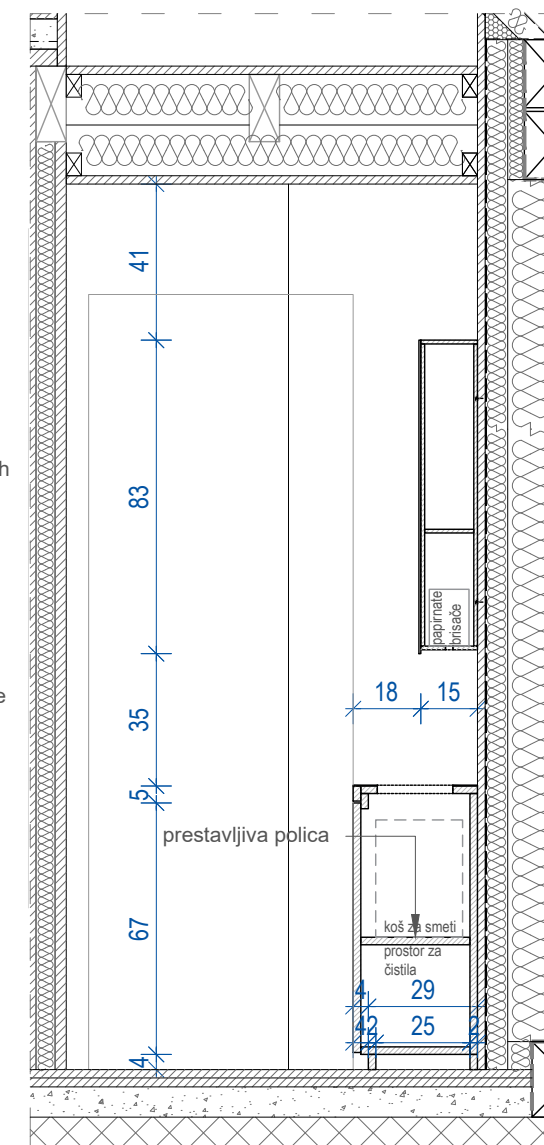 41
83
h
papirnate
brisače
e
18 15
35
5
prestavljiva polica
67
koš za smeti
prostor za
čistila
4 29
4 2 25 2
4